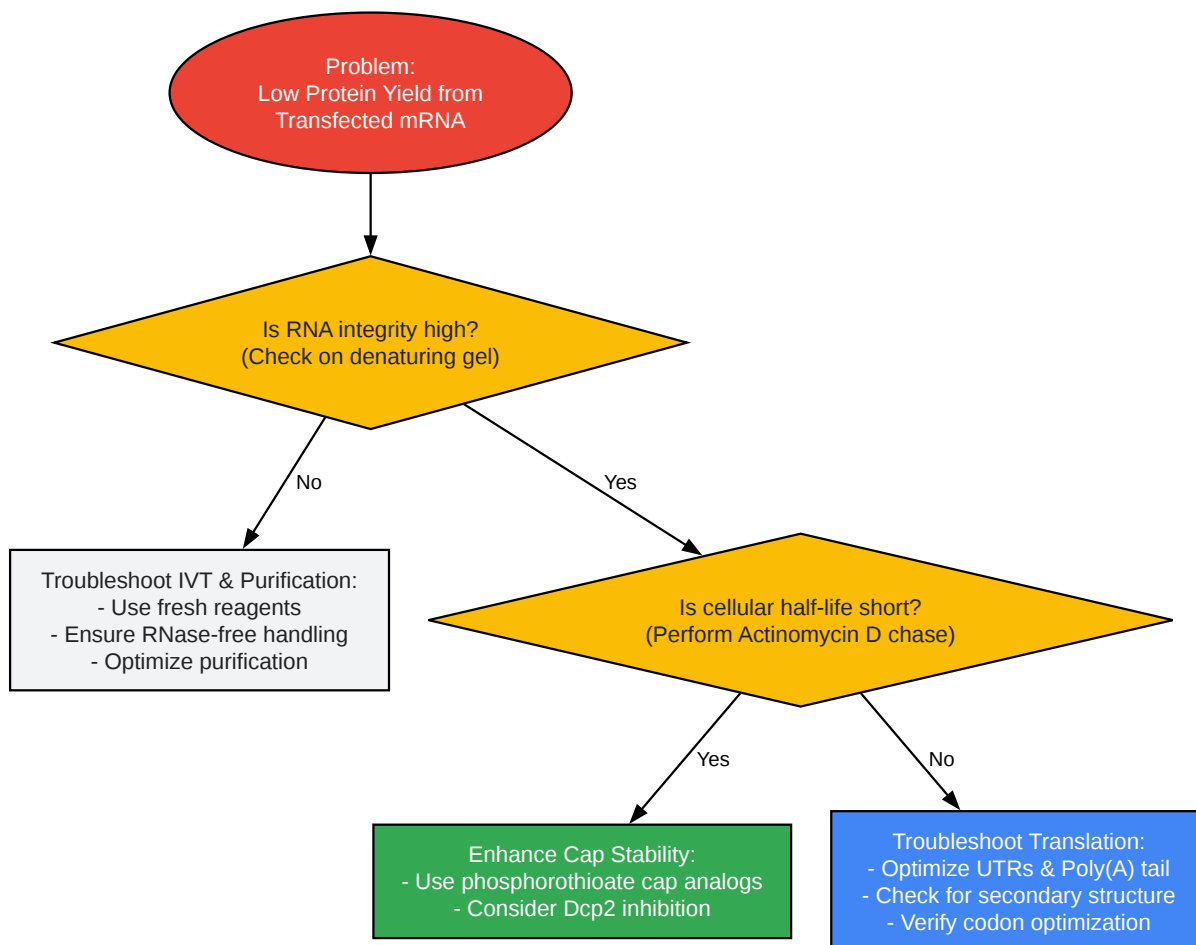 Problem:
Low Protein Yield from
Transfected mRNA
Is RNA integrity high?
(Check on denaturing gel)
No
Yes
Troubleshoot IVT & Purification:
- Use fresh reagents
- Ensure RNase-free handling
- Optimize purification
Is cellular half-life short?
(Perform Actinomycin D chase)
Yes
No
Enhance Cap Stability:
- Use phosphorothioate cap analogs
- Consider Dcp2 inhibition
Troubleshoot Translation:
- Optimize UTRs & Poly(A) tail
- Check for secondary structure
- Verify codon optimization